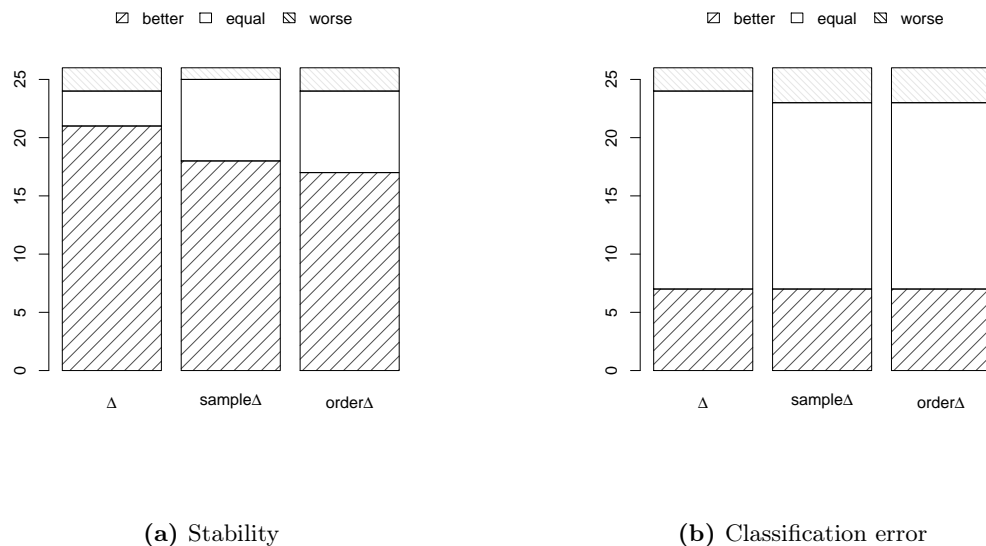 better equal worse
25
20
15
10
5
0
Δ sampleΔ orderΔ
(a) Stability
better equal worse
25
20
15
10
5
0
Δ sampleΔ orderΔ
(b) Classification error